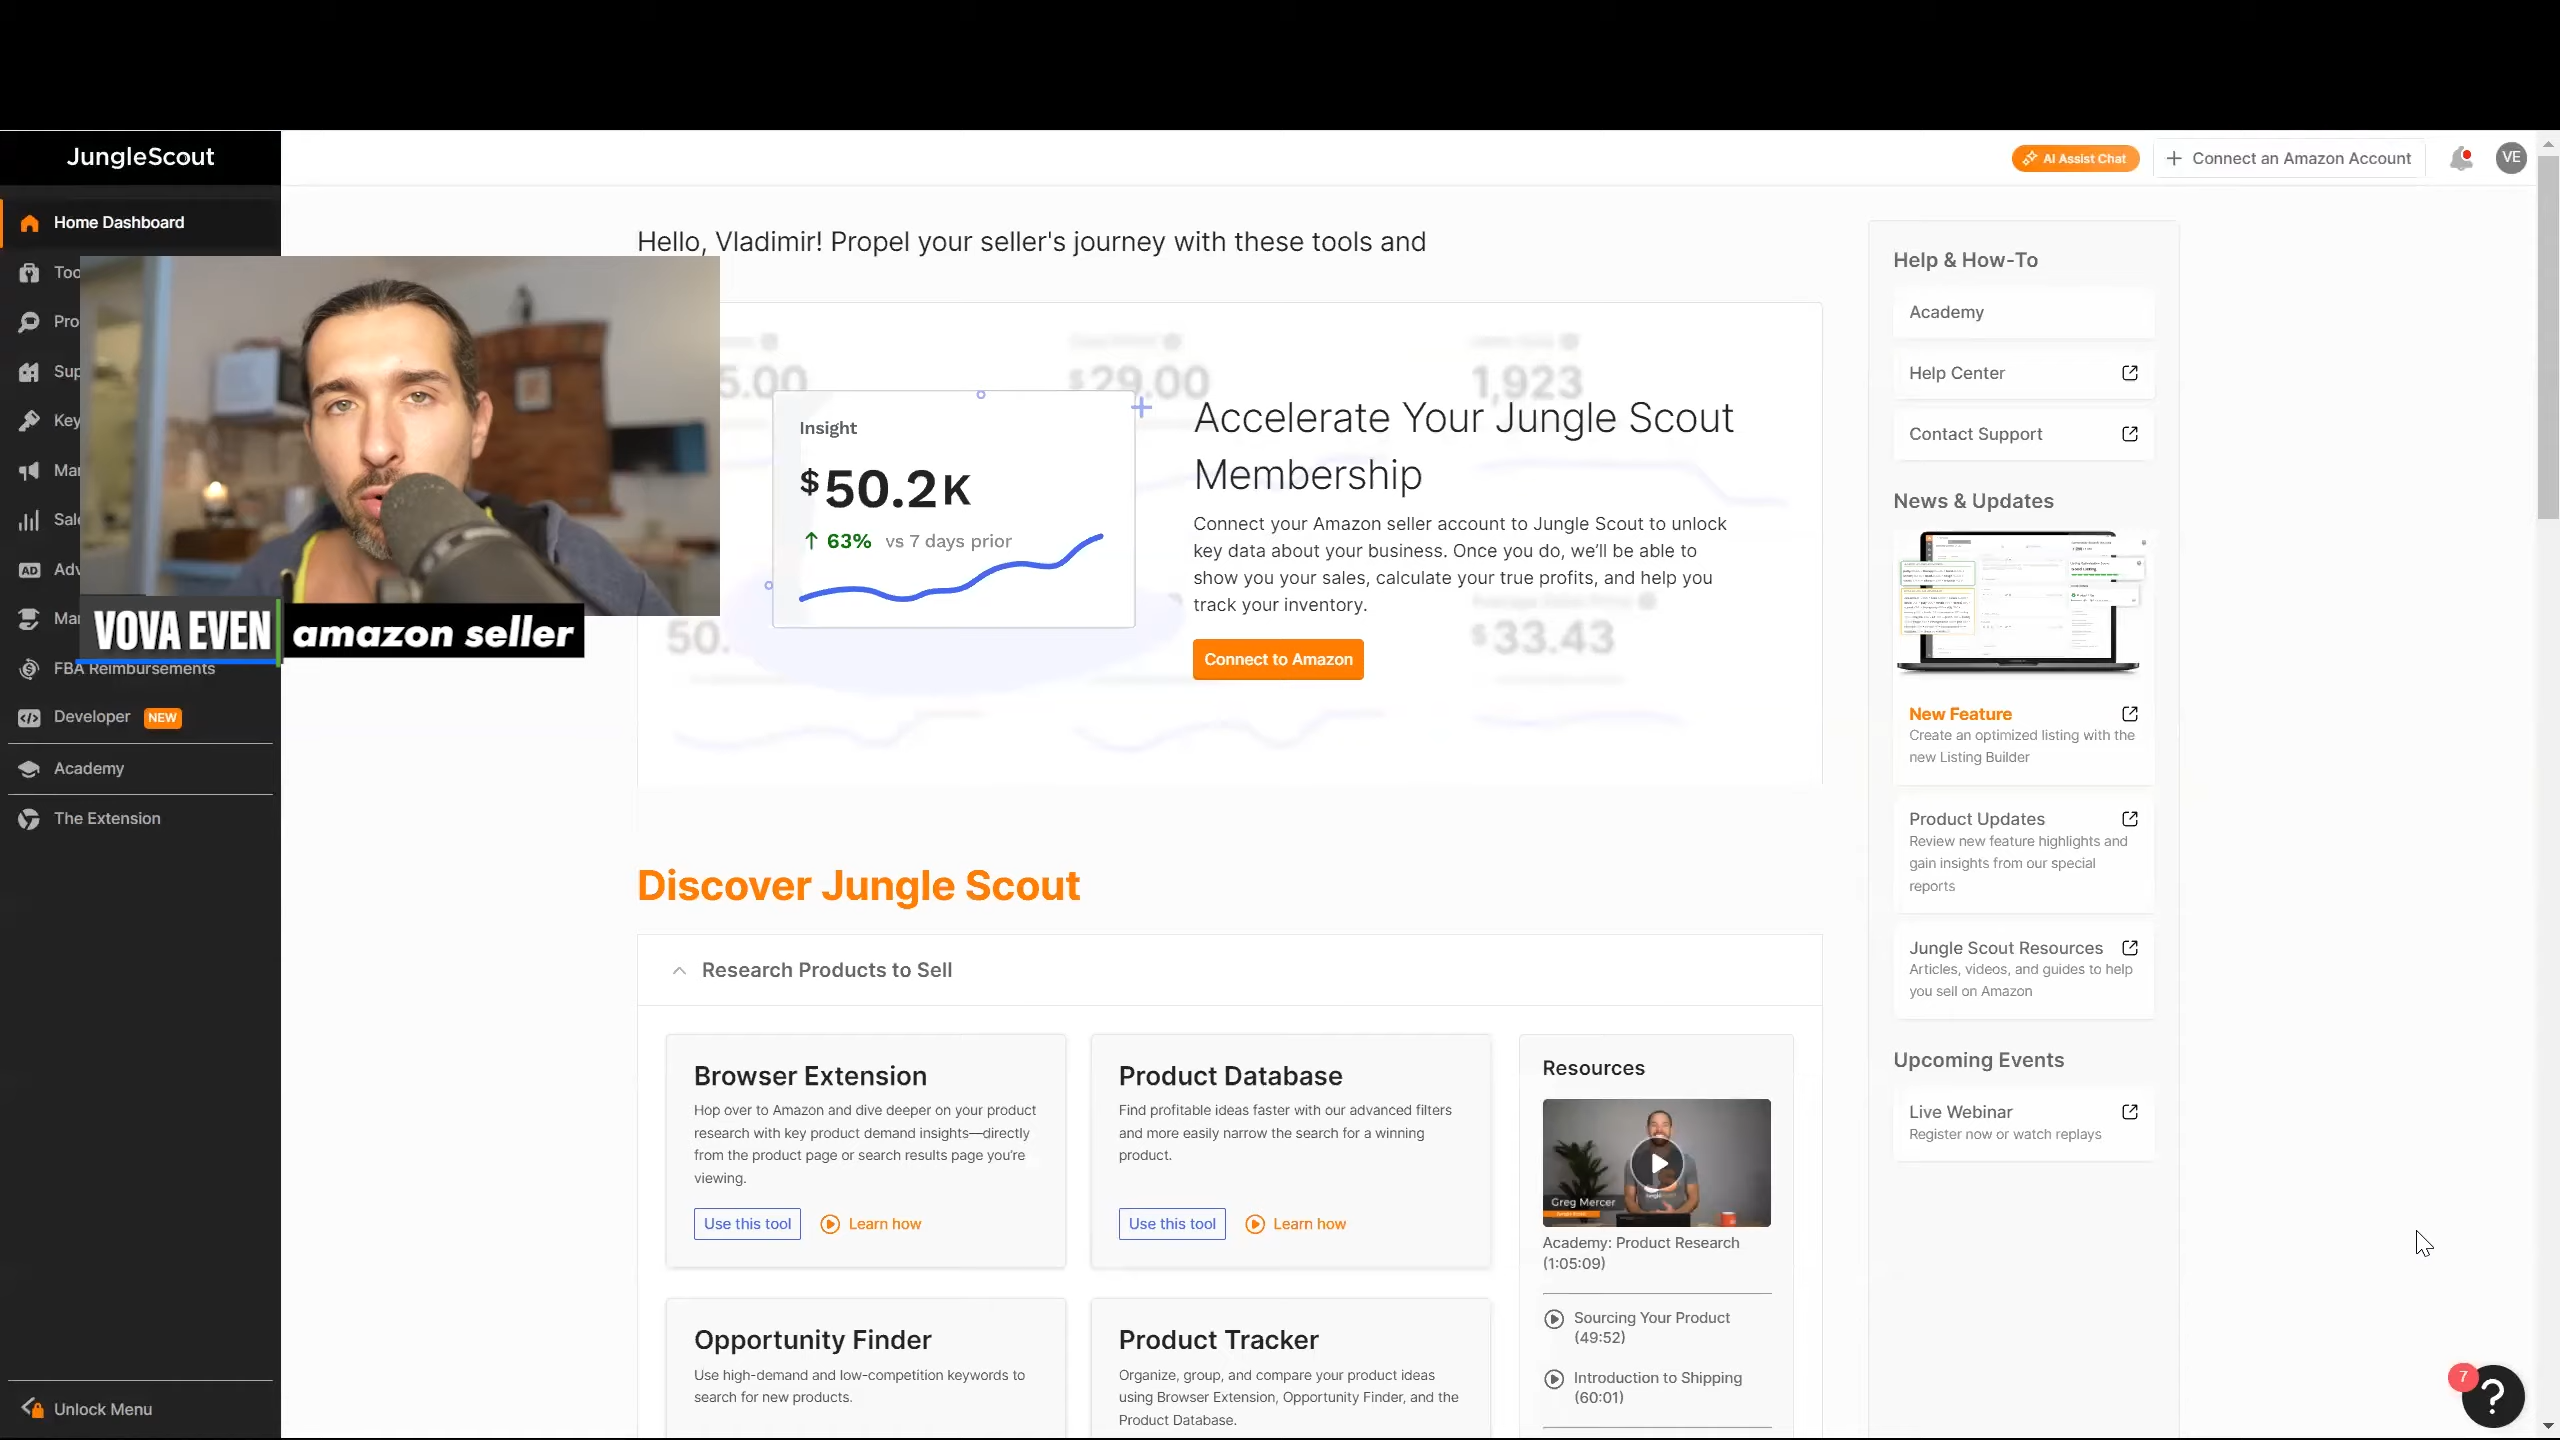 JungleScout
AI Assist Chat
Connect an Amazon Account
VE
Home Dashboard
Too
Pro
Sup
Key
Mar
Sale
Adv
Mar
FBA Reimbursements
Developer NEW
Academy
The Extension
Unlock Menu
VOVA EVEN
amazon seller
Hello, Vladimir! Propel your seller's journey with these tools and
5.00
$29.00
1,923
Insight
$50.2K
↑ 63% vs 7 days prior
50.
$33.43
Accelerate Your Jungle Scout
Membership
Connect your Amazon seller account to Jungle Scout to unlock
key data about your business. Once you do, we'll be able to
show you your sales, calculate your true profits, and help you
track your inventory.
Connect to Amazon
Discover Jungle Scout
Research Products to Sell
Browser Extension
Hop over to Amazon and dive deeper on your product
research with key product demand insights—directly
from the product page or search results page you're
viewing.
Use this tool
Learn how
Product Database
Find profitable ideas faster with our advanced filters
and more easily narrow the search for a winning
product.
Use this tool
Learn how
Opportunity Finder
Use high-demand and low-competition keywords to
search for new products.
Product Tracker
Organize, group, and compare your product ideas
using Browser Extension, Opportunity Finder, and the
Product Database.
Resources
Greg Mercer
Academy: Product Research
(1:05:09)
Sourcing Your Product
(49:52)
Introduction to Shipping
(60:01)
Help & How-To
Academy
Help Center
Contact Support
News & Updates
New Feature
Create an optimized listing with the
new Listing Builder
Product Updates
Review new feature highlights and
gain insights from our special
reports
Jungle Scout Resources
Articles, videos, and guides to help
you sell on Amazon
Upcoming Events
Live Webinar
Register now or watch replays
7
?